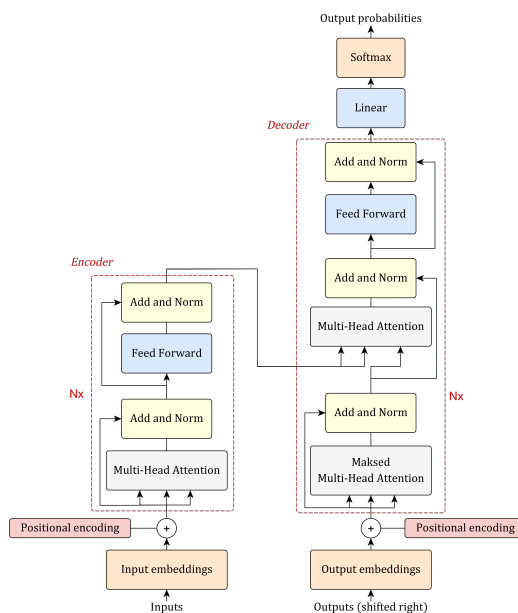 Output probabilities
Softmax
Linear
Decoder
Add and Norm
Feed Forward
Add and Norm
Multi-Head Attention
Nx
Add and Norm
Maksed
Multi-Head Attention
Positional encoding
Output embeddings
Outputs (shifted right)
Encoder
Add and Norm
Feed Forward
Nx
Add and Norm
Multi-Head Attention
Positional encoding
+
Input embeddings
Inputs
+